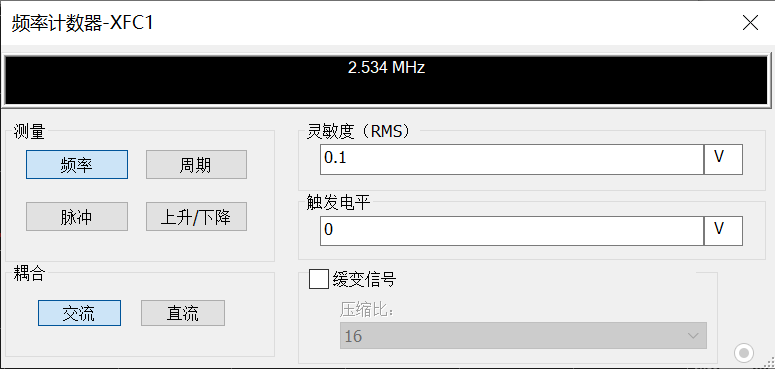 频率计数器-XFC1
2.534 MHz
测量
频率
周期
脉冲
上升/下降
耦合
交流
直流
灵敏度（RMS）
0.1
V
触发电平
0
V
缓变信号
压缩比：
16